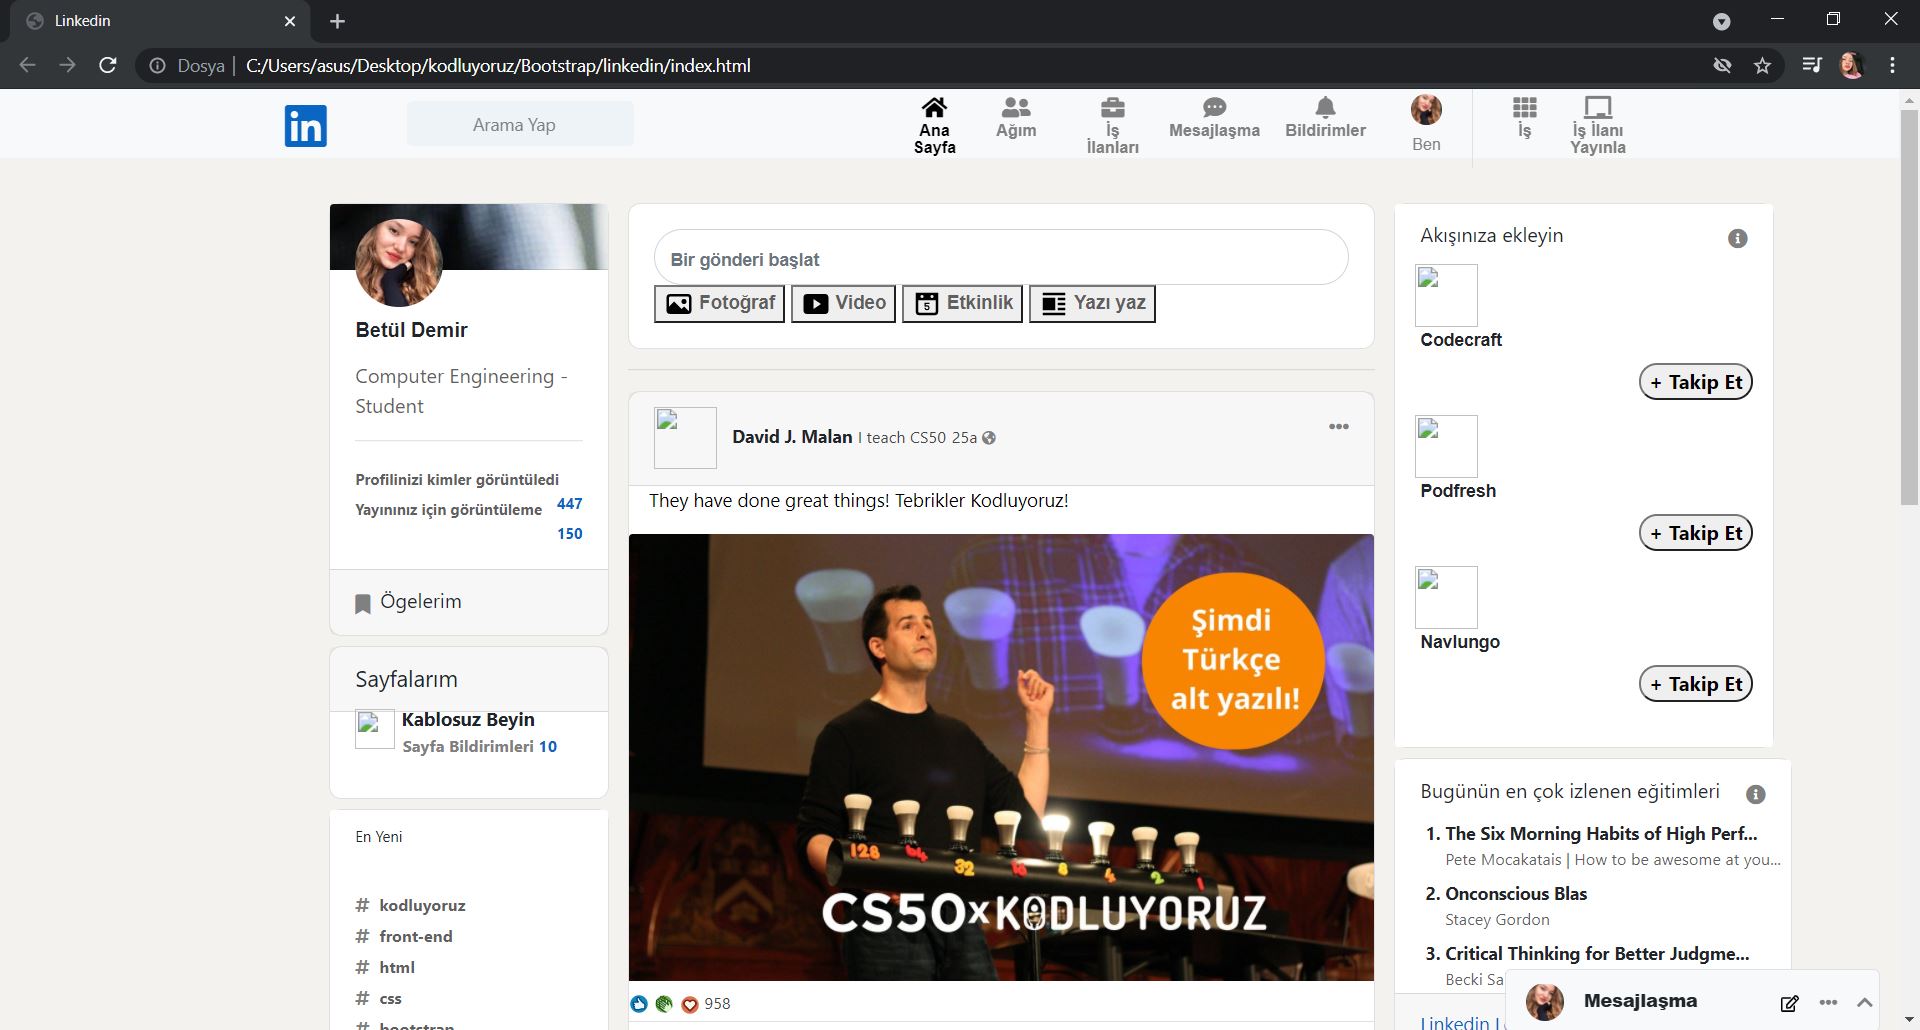 Linkedin
Dosya | C:/Users/asus/Desktop/kodluyoruz/Bootstrap/linkedin/index.html
in
Arama Yap
Ana Sayfa
Ağım
İş İlanları
Mesajlaşma
Bildirimler
Ben
İş
İş İlanı Yayınla
Betül Demir
Computer Engineering -
Student
Profilinizi kimler görüntüledi
447
Yayınınız için görüntüleme
150
Ögelerim
Sayfalarım
Kablosuz Beyin
Sayfa Bildirimleri 10
En Yeni
# kodluyoruz
# front-end
# html
# css
# bootstrap
Bir gönderi başlat
Fotoğraf
Video
5 Etkinlik
Yazı yaz
David J. Malan I teach CS50 25a
They have done great things! Tebrikler Kodluyoruz!
Şimdi
Türkçe
alt yazılı!
128 64 32 16 8 4 2 1
CS50xKODLUYORUZ
958
Akışınıza ekleyin
Codecraft
+ Takip Et
Podfresh
+ Takip Et
Navlungo
+ Takip Et
Bugünün en çok izlenen eğitimleri
1. The Six Morning Habits of High Perf...
Pete Mocakatais | How to be awesome at you...
2. Onconscious Blas
Stacey Gordon
3. Critical Thinking for Better Judgme...
Becki Sa
Linkedin
Mesajlaşma